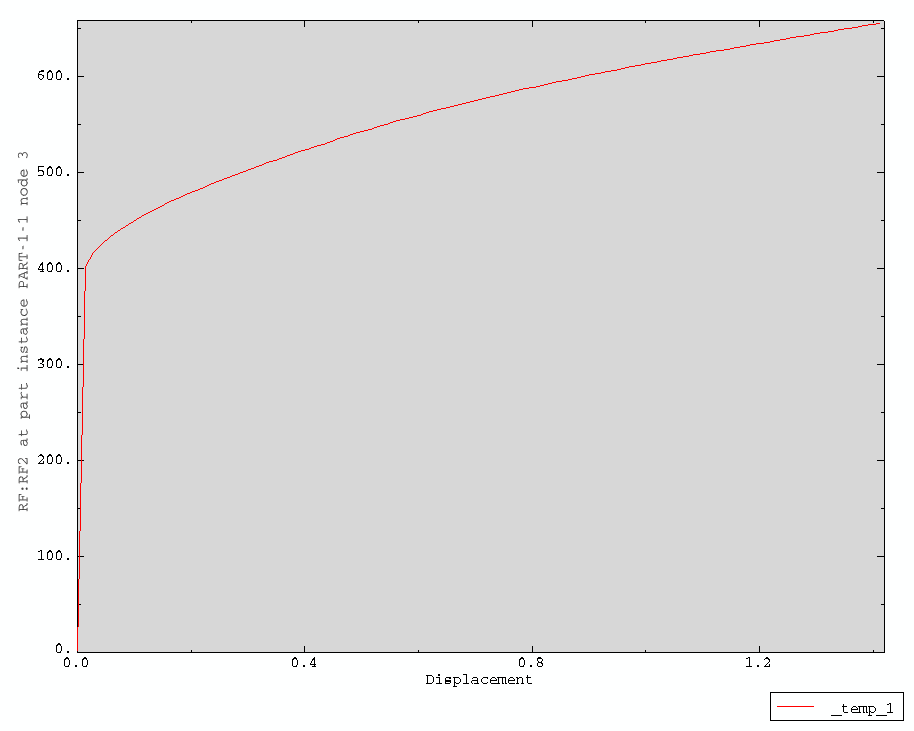 RF:RF2 at part instance PART-1-1 node 3
600.
500.
400.
300.
200.
100.
0.
0.0 0.4 0.8 1.2
Displacement
_temp_1